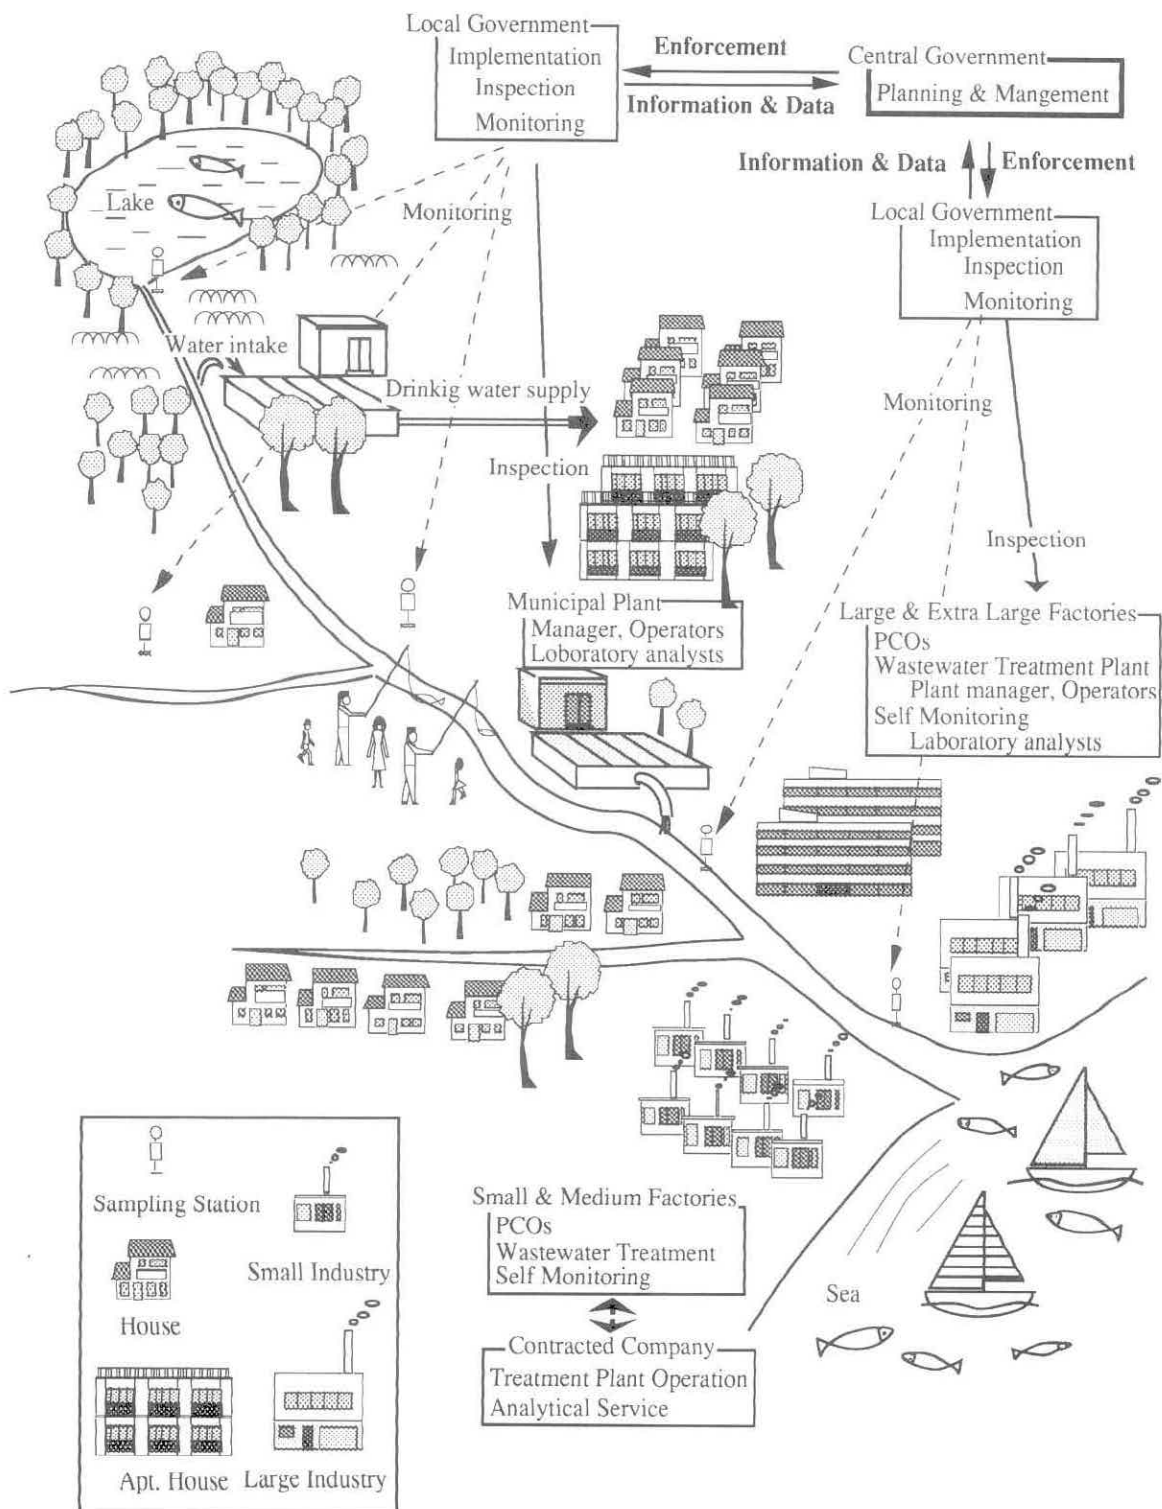 Local Government
Implementation
Inspection
Monitoring
Enforcement
Information & Data
Central Government
Planning & Mangement
Information & Data
Enforcement
Local Government
Implementation
Inspection
Monitoring
Lake
Monitoring
Water intake
Drinkig water supply
Monitoring
Inspection
Inspection
Municipal Plant
Manager, Operators
Loboratory analysts
Large & Extra Large Factories
PCOs
Wastewater Treatment Plant
Plant manager, Operators
Self Monitoring
Laboratory analysts
Small & Medium Factories
PCOs
Wastewater Treatment
Self Monitoring
Contracted Company
Treatment Plant Operation
Analytical Service
Sea
Sampling Station
Small Industry
House
Apt. House
Large Industry